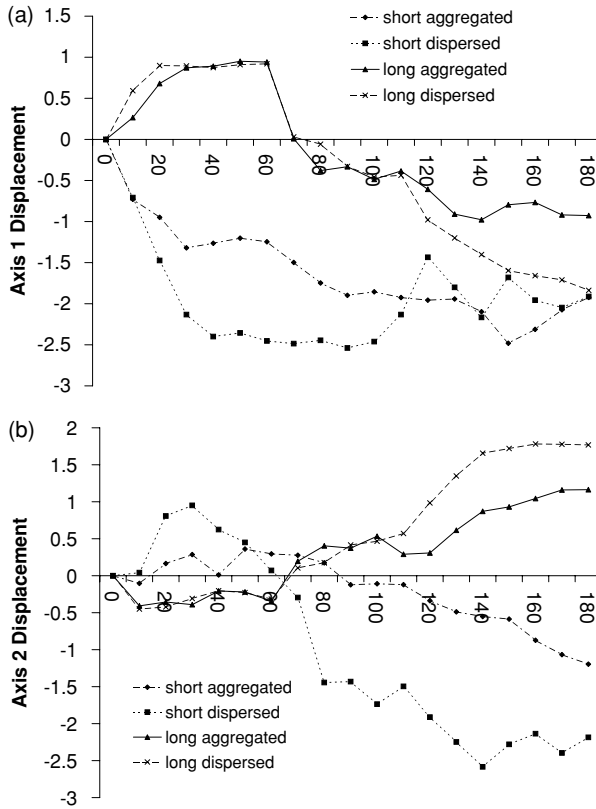 (a)
short aggregated
short dispersed
long aggregated
long dispersed
1.5
1
0.5
0
-0.5
-1
-1.5
-2
-2.5
-3
Axis 1 Displacement
0 20 40 60 80 100 120 140 160 180
(b)
2
1.5
1
0.5
0
-0.5
-1
-1.5
-2
-2.5
-3
Axis 2 Displacement
0 20 40 60 80 100 120 140 160 180
short aggregated
short dispersed
long aggregated
long dispersed